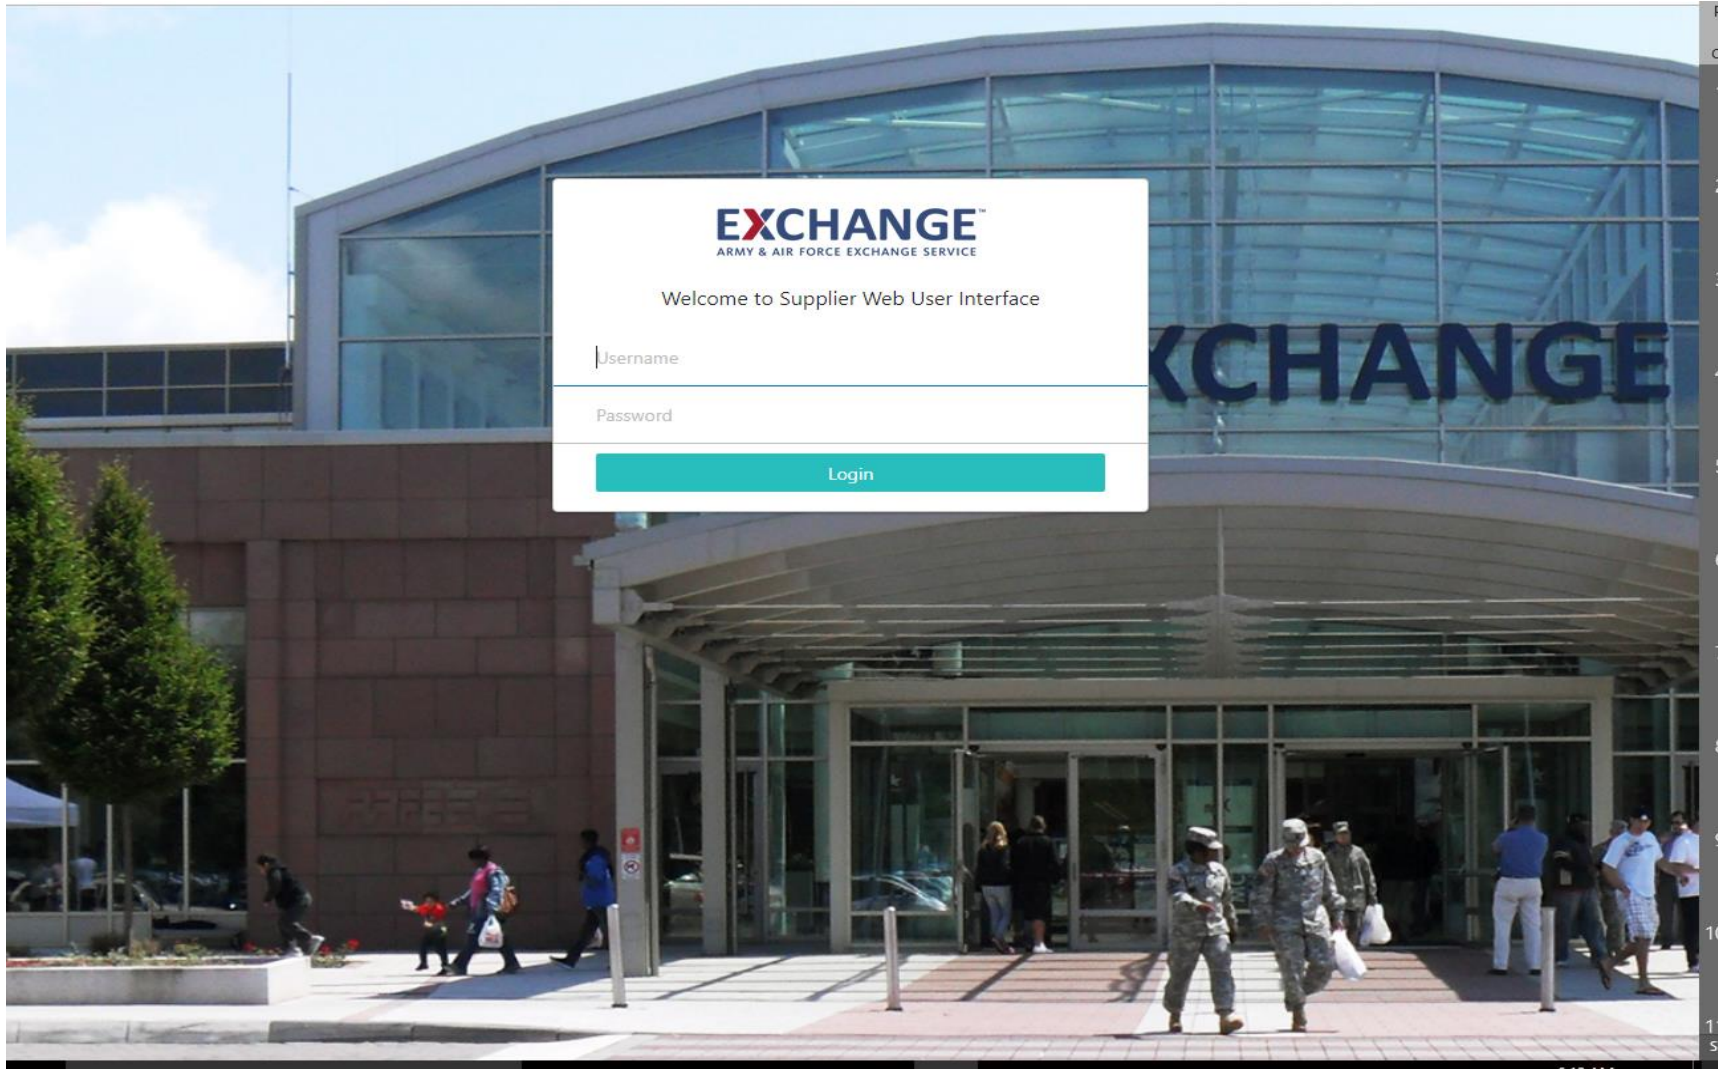 EXCHANGE™
ARMY & AIR FORCE EXCHANGE SERVICE
Welcome to Supplier Web User Interface
Username
XCHANGE
Password
Login